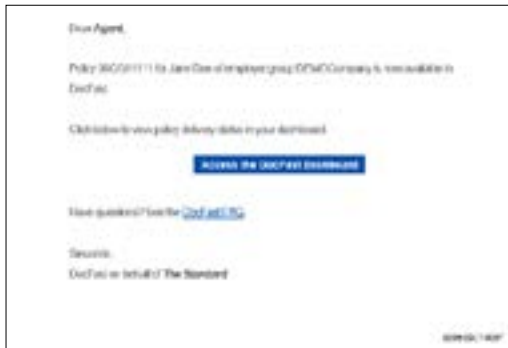 Dear Agent,
Policy for Jane Doe of employer group DEMO Company is now available in
DocFast.
Click below to view policy delivery status in your dashboard.
Access the DocFast Dashboard
Have questions? See the DocFast FAQ.
Sincerely,
DocFast on behalf of The Standard